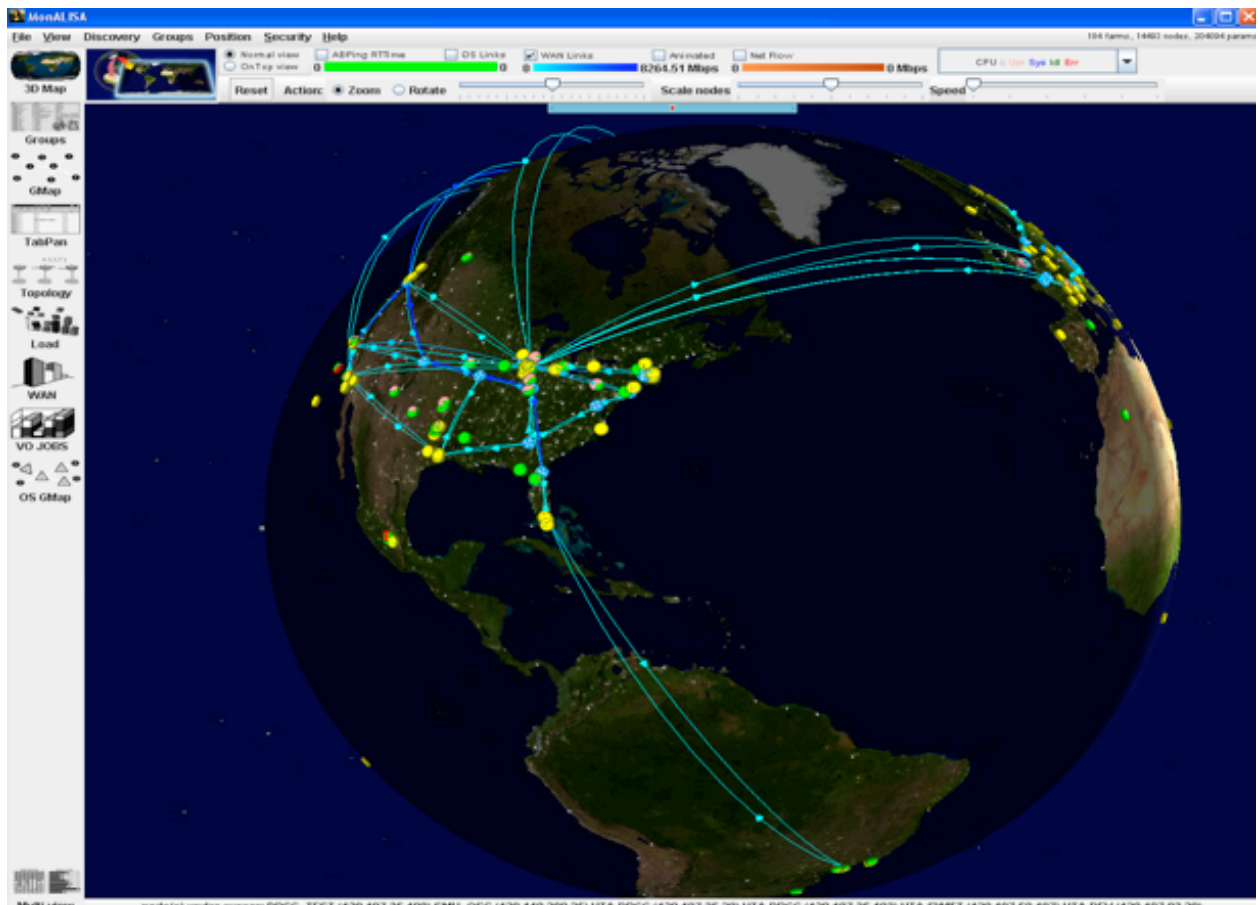 MonALISA
File View Discovery Groups Position Security Help
184 farms, 14493 nodes, 204094 params
Normal view
ABPing RTTime
OS Links
WAN Links
Animated
Net Flow
OnTop view
0 0
0 8264.51 Mbps
0 0 Mbps
CPU Usr Sys Idl Err
Reset Action: Zoom Rotate Scale nodes Speed
3D Map
Groups
GMap
TabPan
Topology
Load
WAN
VO JOBS
OS GMap